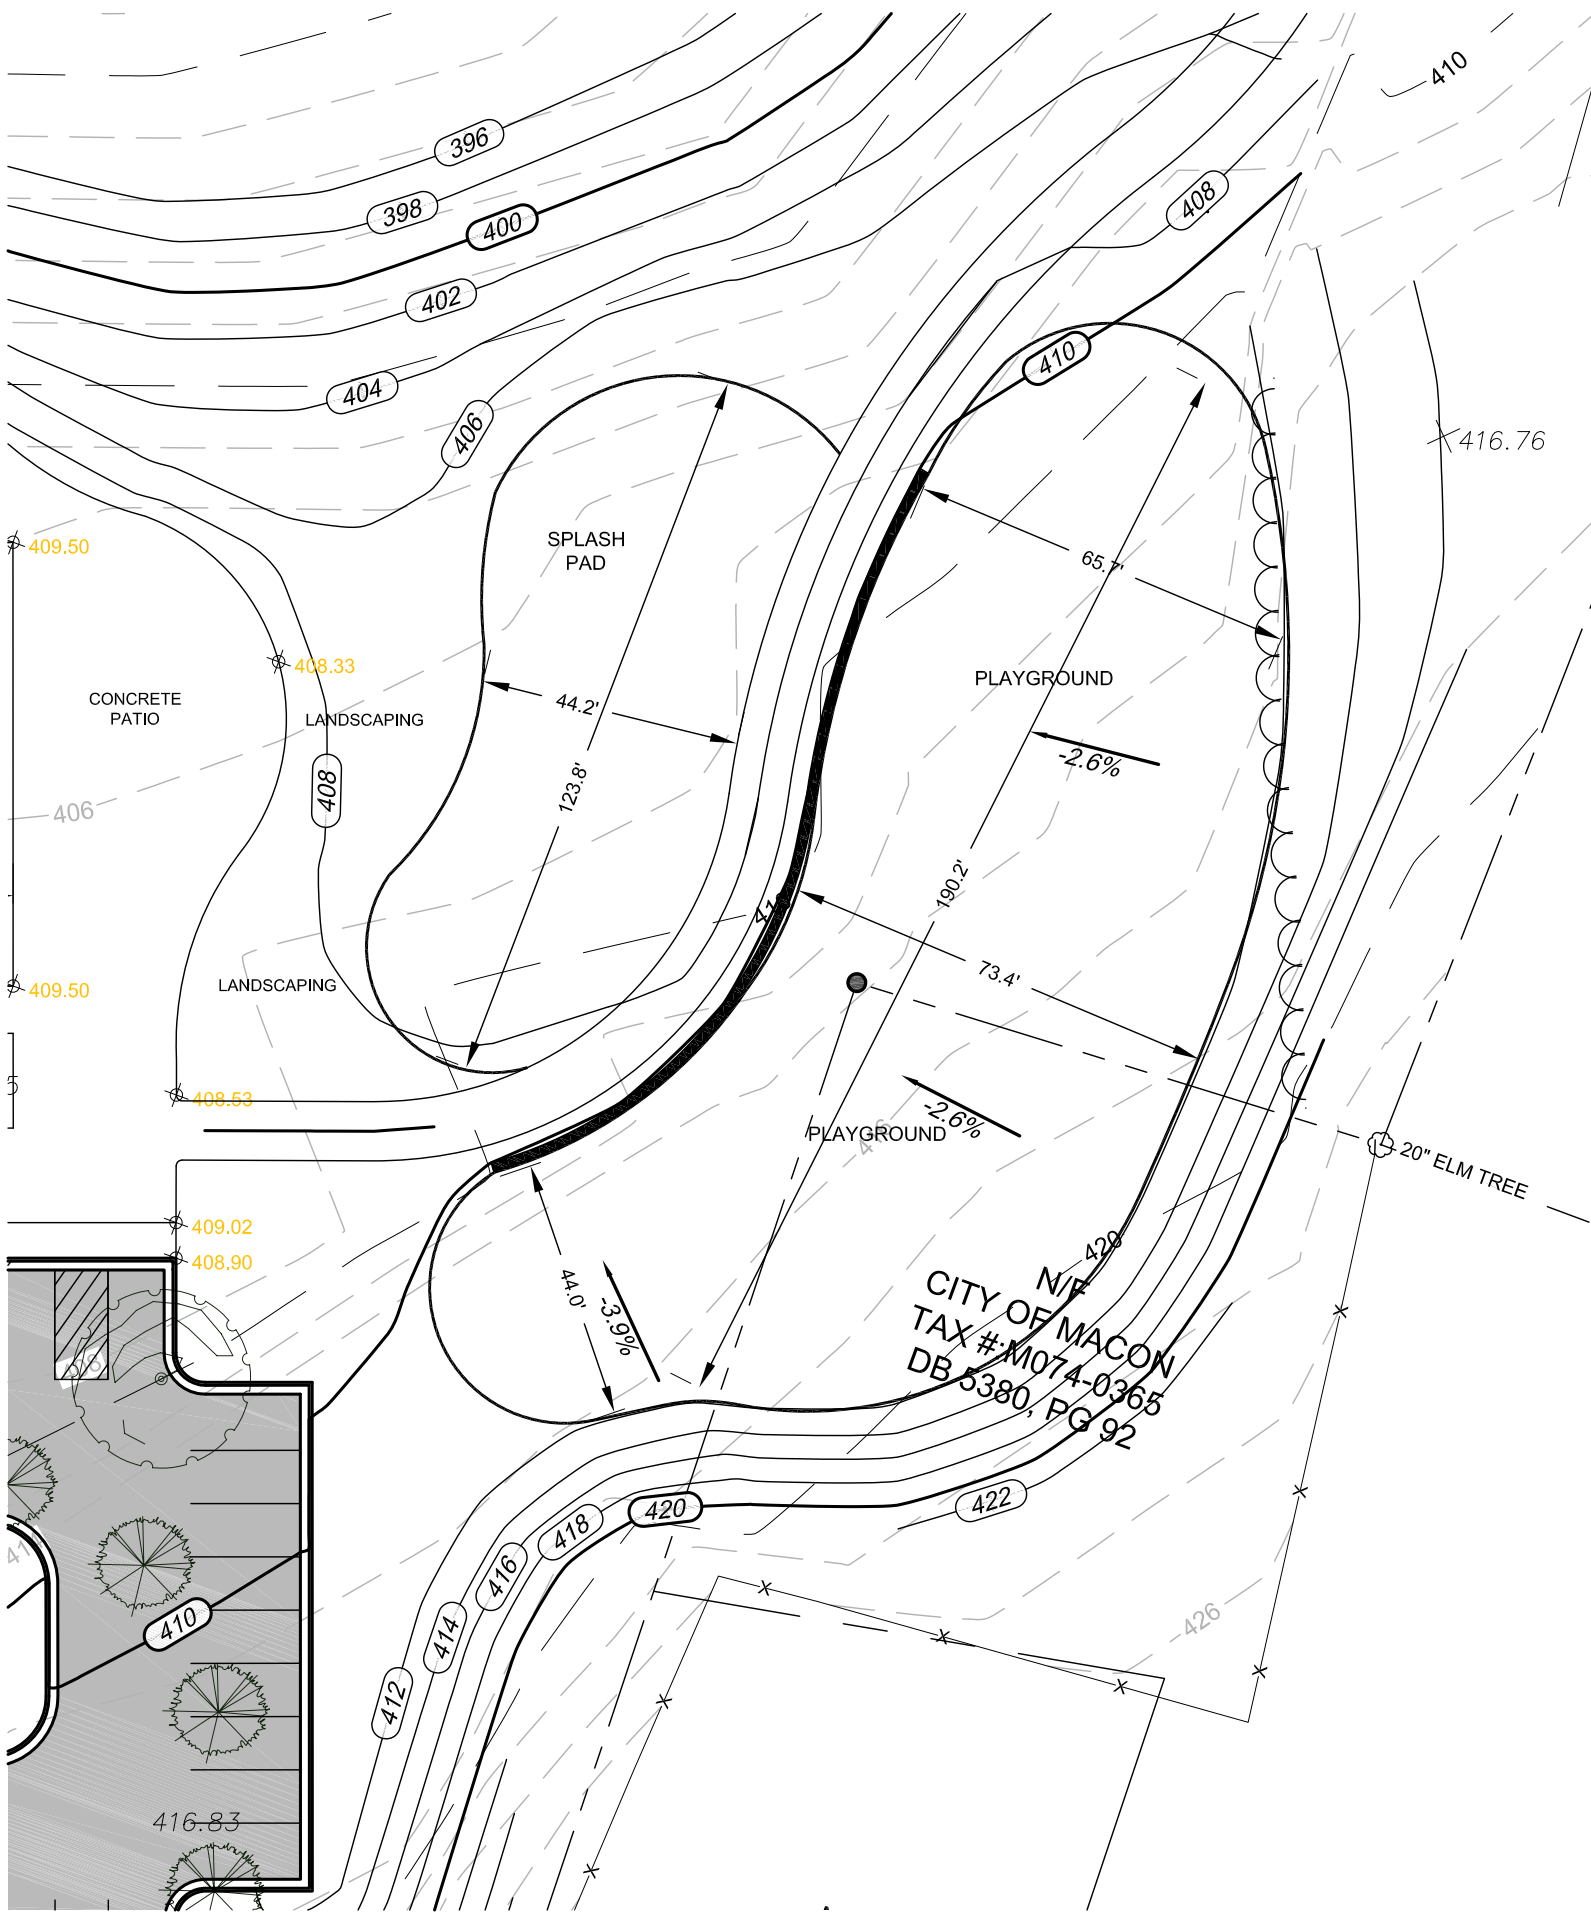 410
396
398
400
408
402
410
404
406
416.76
SPLASH
PAD
409.50
65.7'
408.33
PLAYGROUND
CONCRETE
PATIO
LANDSCAPING
44.2'
-2.6%
123.8'
408
406
190.2'
73.4'
LANDSCAPING
409.50
408.53
-2.6%
PLAYGROUND
416
20" ELM TREE
409.02
408.90
420
44.0'
-3.9%
N/F
CITY OF MACON
TAX #:M074-0365
DB 5380, PG 92
422
420
418
416
414
412
410
426
416.83